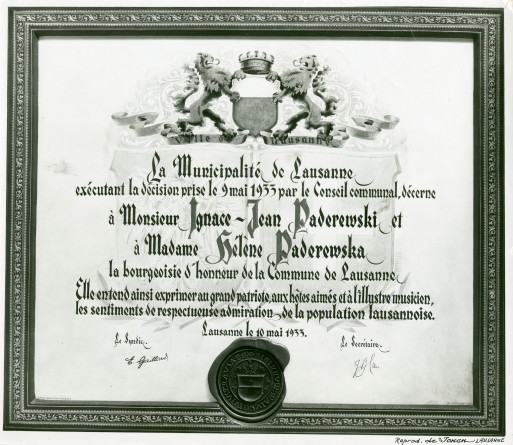 Ville de Lausanne
La Municipalité de Lausanne
exécutant la décision prise le 9 mai 1933 par le Conseil communal, décerne
à Monsieur Ignace-Jean Paderewski et
à Madame Hélène Paderewska
la bourgeoisie d'honneur de la Commune de Lausanne
Elle entend ainsi exprimer au grand patriote, aux hôtes aimés et à l'illustre musicien,
les sentiments de respectueuse admiration de la population lausannoise.
Lausanne le 10 mai 1933.
Le Syndic. Le Secrétaire.
Reprod. de Jongh LAUSANNE